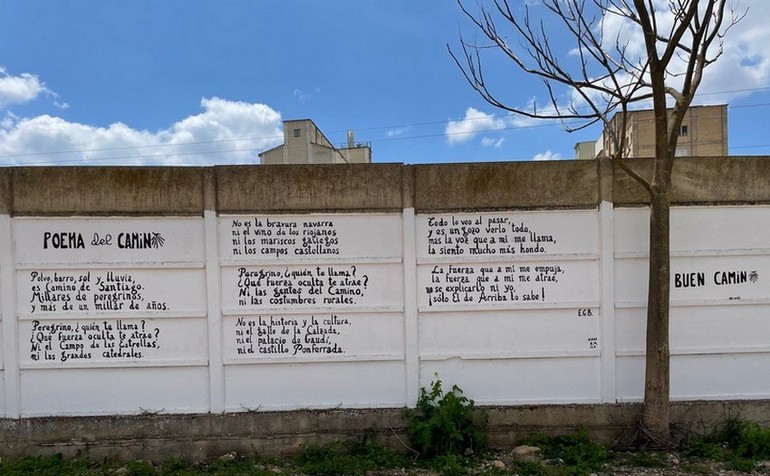 POEMA del CAMINO
Polvo, barro, sol y lluvia,
es Camino de Santiago.
Millares de peregrinos,
y más de un millar de años.
Peregrino, ¿quién te llama?
¿Qué fuerza oculta te atrae?
Ni el Campo de las Estrellas,
ni las grandes catedrales.
No es la bravura navarra
ni el vino de los riojanos
ni los mariscos gallegos
ni los campos castellanos
Peregrino, ¿quién te llama?
¿Qué fuerza oculta te atrae?
Ni las gentes del Camino,
ni las costumbres rurales.
No es la historia y la cultura,
ni el gallo de la Calzada,
ni el palacio de Gaudí,
ni el castillo Ponferrada.
Todo lo veo al pasar,
y es un gozo verlo todo,
mas la voz que a mí me llama,
la siento mucho más hondo.
La fuerza que a mí me empuja,
la fuerza que a mí me atrae,
no se explicarlo ni yo.
¡sólo El de Arriba lo sabe!
E.G.B.
BUEN CAMINO